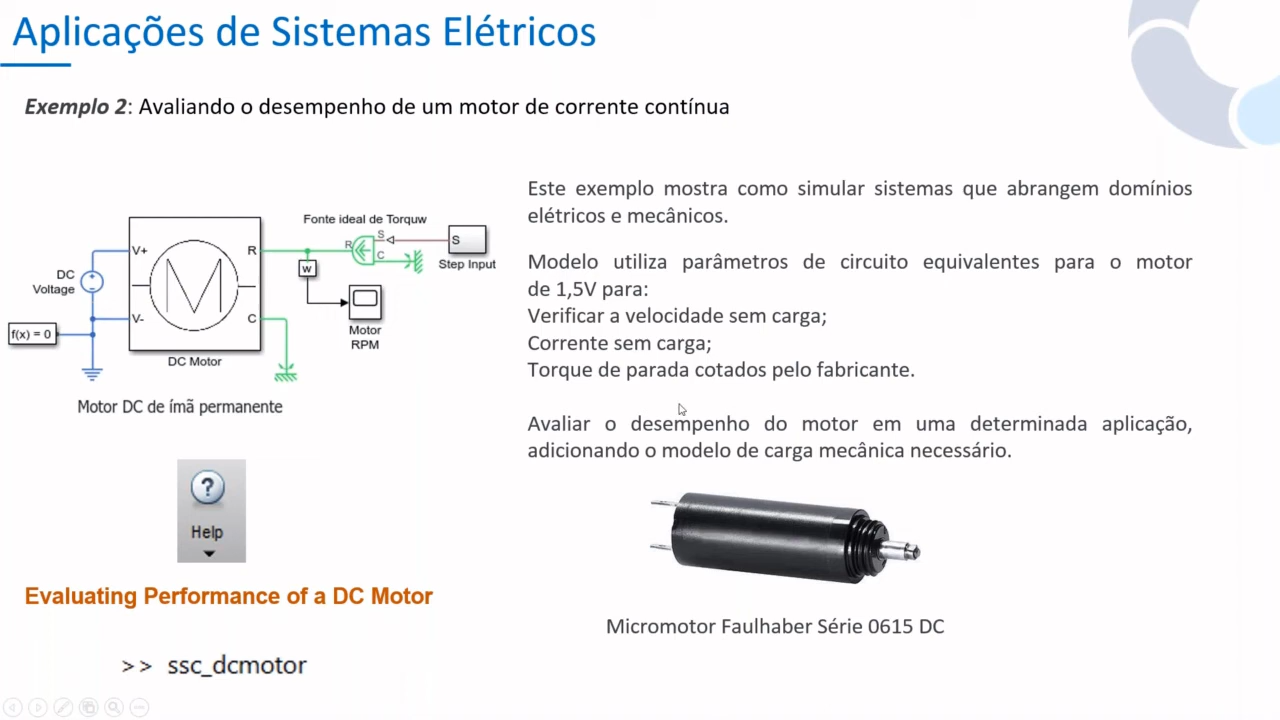 Aplicações de Sistemas Elétricos
Exemplo 2: Avaliando o desempenho de um motor de corrente contínua
Este exemplo mostra como simular sistemas que abrangem domínios
elétricos e mecânicos.
Modelo utiliza parâmetros de circuito equivalentes para o motor
de 1,5V para:
Verificar a velocidade sem carga;
Corrente sem carga;
Torque de parada cotados pelo fabricante.
Avaliar o desempenho do motor em uma determinada aplicação,
adicionando o modelo de carga mecânica necessário.
Fonte ideal de Torquw
S
R
C
S
Step Input
w
Motor
RPM
V+
R
DC
Voltage
M
V-
C
f(x) = 0
DC Motor
Motor DC de ímã permanente
?
Help
Evaluating Performance of a DC Motor
>> ssc_dcmotor
Micromotor Faulhaber Série 0615 DC